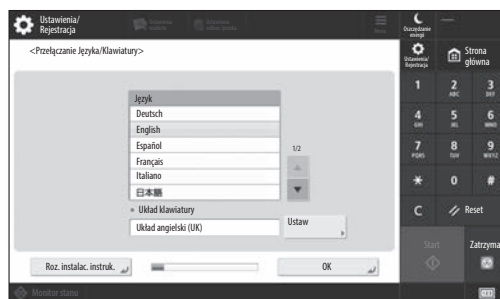 Ustawienia/
Rejestracja
<Przełączanie Języka/Klawiatury>
Język
Deutsch
English
Español
Français
Italiano
日本語
1/2
Układ klawiatury
Układ angielski (UK)
Ustaw
Roz. instalac. instruk.
OK
Monitor stanu
Oszczędzanie
energii
Ustawienia/
Rejestracja
Strona
główna
1
2
ABC
3
DEF
4
GHI
5
JKL
6
MNO
7
PQRS
8
TUV
9
WXYZ
*
0
#
C
Reset
Start
Zatrzyma